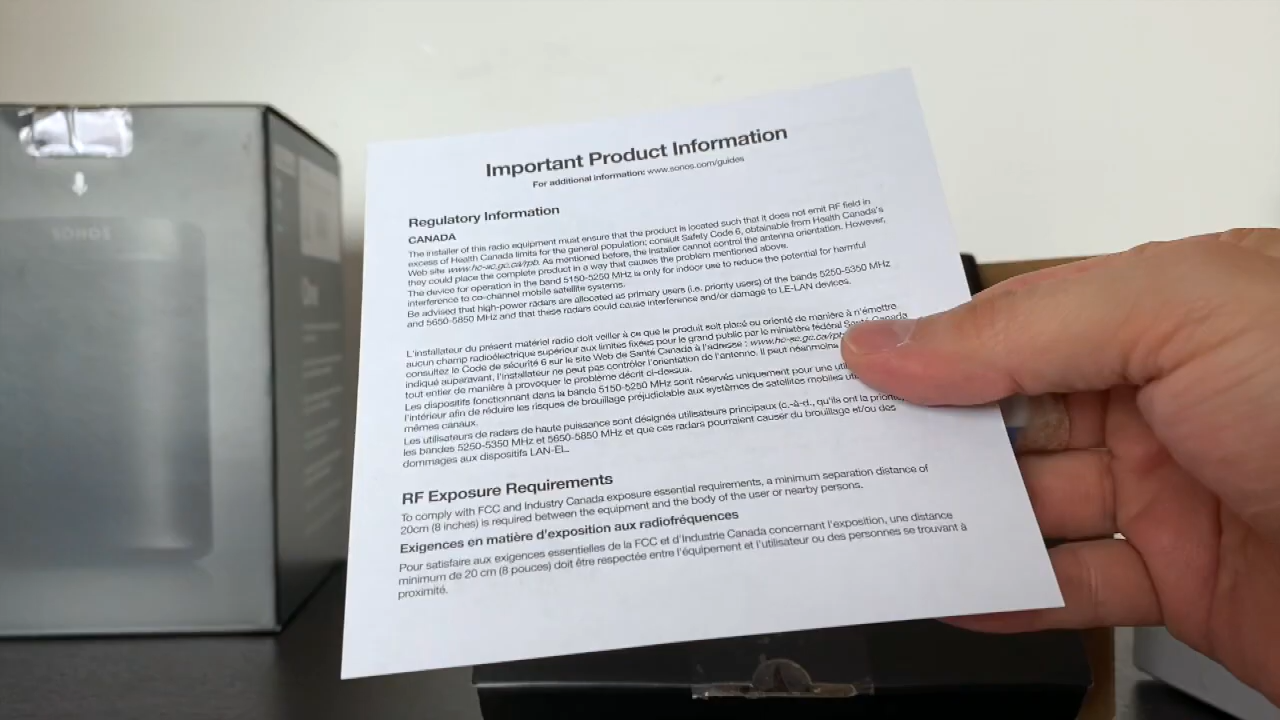 SONOS
Important Product Information
For additional information: www.sonos.com/guides
Regulatory Information
CANADA
The installer of this radio equipment must ensure that the product is located such that it does not emit RF field in
excess of Health Canada limits for the general population; consult Safety Code 6, obtainable from Health Canada's
Web site www.hc-sc.gc.ca/rpb. As mentioned before, the installer cannot control the antenna orientation. However,
they could place the complete product in a way that causes the problem mentioned above.
The device for operation in the band 5150-5250 MHz is only for indoor use to reduce the potential for harmful
interference to co-channel mobile satellite systems.
Be advised that high-power radars are allocated as primary users (i.e. priority users) of the bands 5250-5350 MHz
and 5650-5850 MHz and that these radars could cause interference and/or damage to LE-LAN devices.
L'installateur du présent matériel radio doit veiller à ce que le produit soit placé ou orienté de manière à n'émettre
aucun champ radioélectrique supérieur aux limites fixées pour le grand public par le ministère fédéral Santé Canada
consultez le Code de sécurité 6 sur le site Web de Santé Canada à l'adresse : www.hc-sc.gc.ca/rpb
indiqué auparavant, l'installateur ne peut pas contrôler l'orientation de l'antenne. Il peut néanmoins
tout entier de manière à provoquer le problème décrit ci-dessus.
Les dispositifs fonctionnant dans la bande 5150-5250 MHz sont réservés uniquement pour une
l'intérieur afin de réduire les risques de brouillage préjudiciable aux systèmes de satellites mobiles
mêmes canaux.
Les utilisateurs de radars de haute puissance sont désignés utilisateurs principaux (c.-à-d., qu'ils ont la priorité
les bandes 5250-5350 MHz et 5650-5850 MHz et que ces radars pourraient causer du brouillage et/ou des
dommages aux dispositifs LAN-EL.
RF Exposure Requirements
To comply with FCC and Industry Canada exposure essential requirements, a minimum separation distance of
20cm (8 inches) is required between the equipment and the body of the user or nearby persons.
Exigences en matière d'exposition aux radiofréquences
Pour satisfaire aux exigences essentielles de la FCC et d'Industrie Canada concernant l'exposition, une distance
minimum de 20 cm (8 pouces) doit être respectée entre l'équipement et l'utilisateur ou des personnes se trouvant à
proximité.